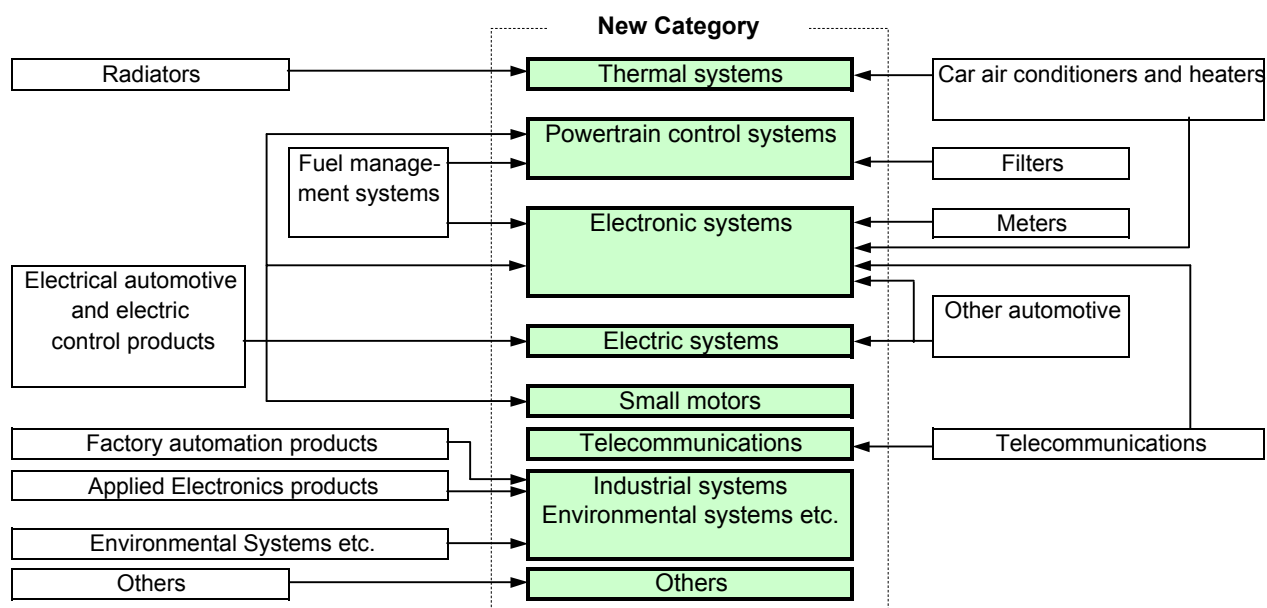 New Category
Radiators
Thermal systems
Car air conditioners and heaters
Powertrain control systems
Fuel manage-
ment systems
Filters
Electronic systems
Meters
Electrical automotive
and electric
control products
Other automotive
Electric systems
Small motors
Factory automation products
Telecommunications
Telecommunications
Applied Electronics products
Industrial systems
Environmental systems etc.
Environmental Systems etc.
Others
Others